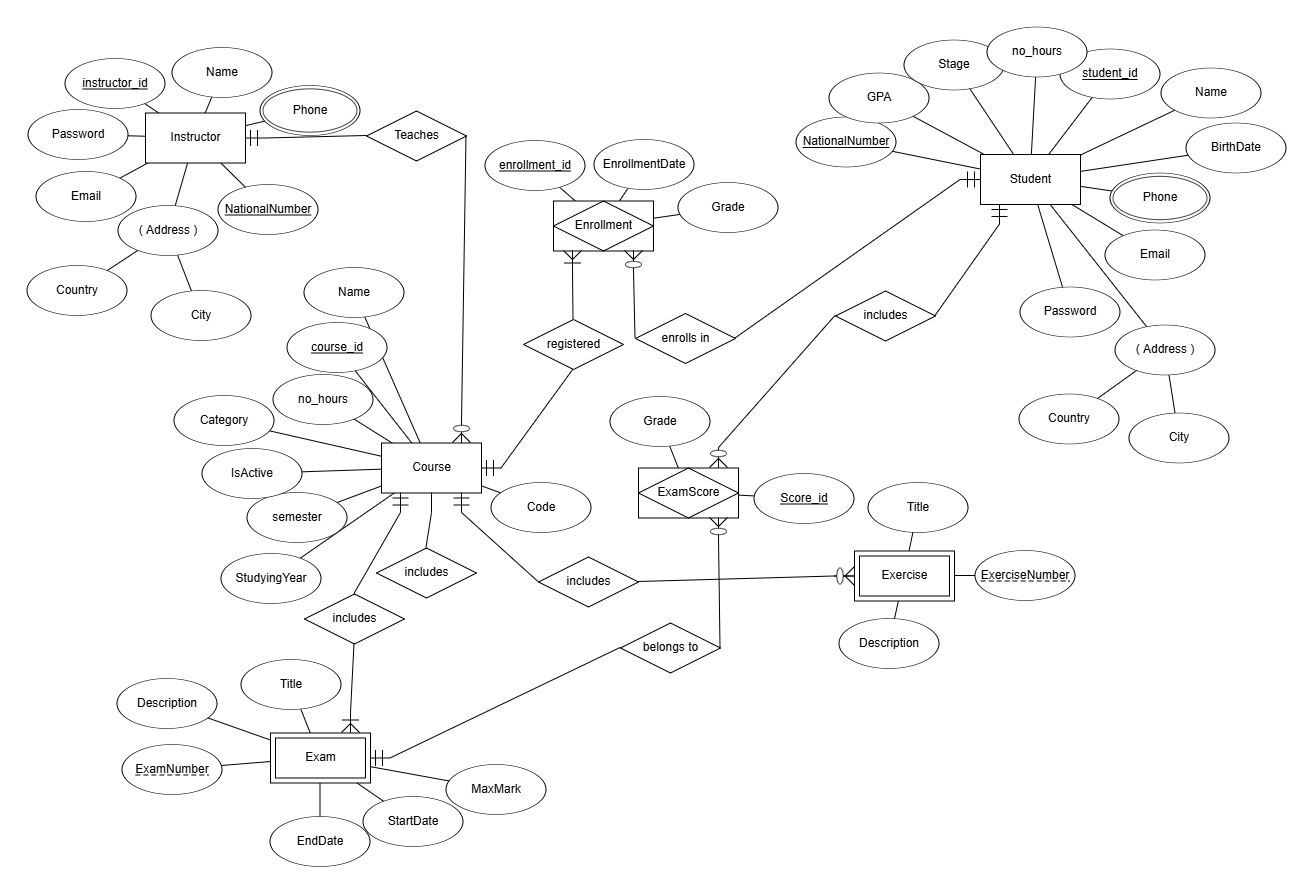 instructor_id
Name
Phone
Password
Instructor
Email
NationalNumber
( Address )
Country
City
Teaches
enrollment_id
EnrollmentDate
Grade
Enrollment
registered
enrolls in
includes
no_hours
Stage
student_id
GPA
Name
NationalNumber
BirthDate
Student
Phone
Email
Password
( Address )
Country
City
Name
course_id
no_hours
Category
Course
IsActive
semester
Code
StudyingYear
includes
includes
includes
Grade
ExamScore
Score_id
Title
Exercise
ExerciseNumber
Description
belongs to
Title
Description
Exam
ExamNumber
MaxMark
StartDate
EndDate